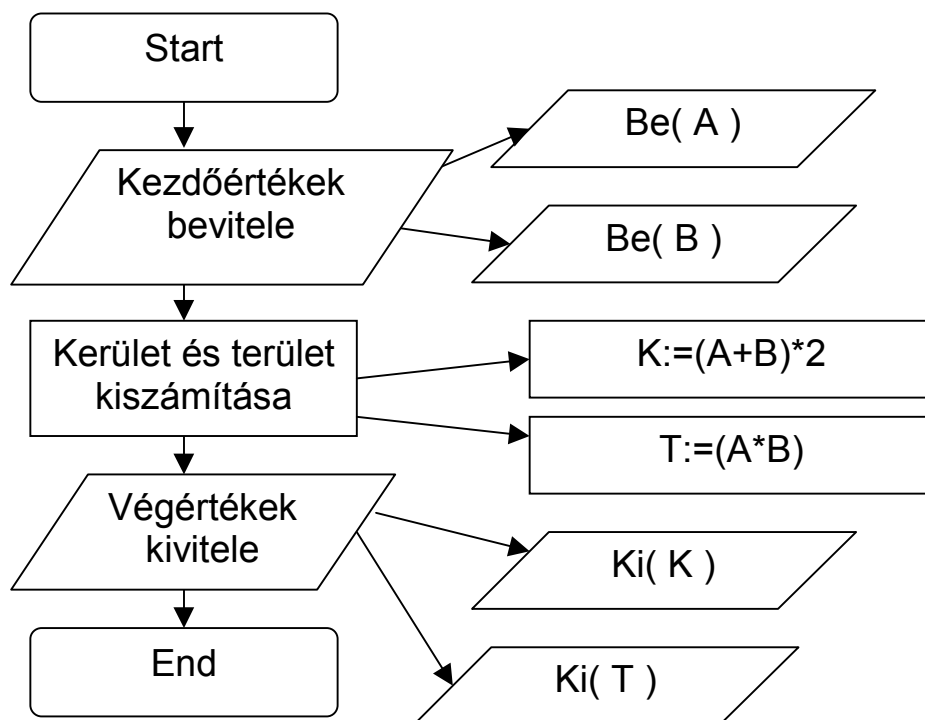 Start
Be( A )
Kezdőértékek
bevitele
Be( B )
Kerület és terület
kiszámítása
K:=(A+B)*2
T:=(A*B)
Végértékek
kivitele
Ki( K )
End
Ki( T )